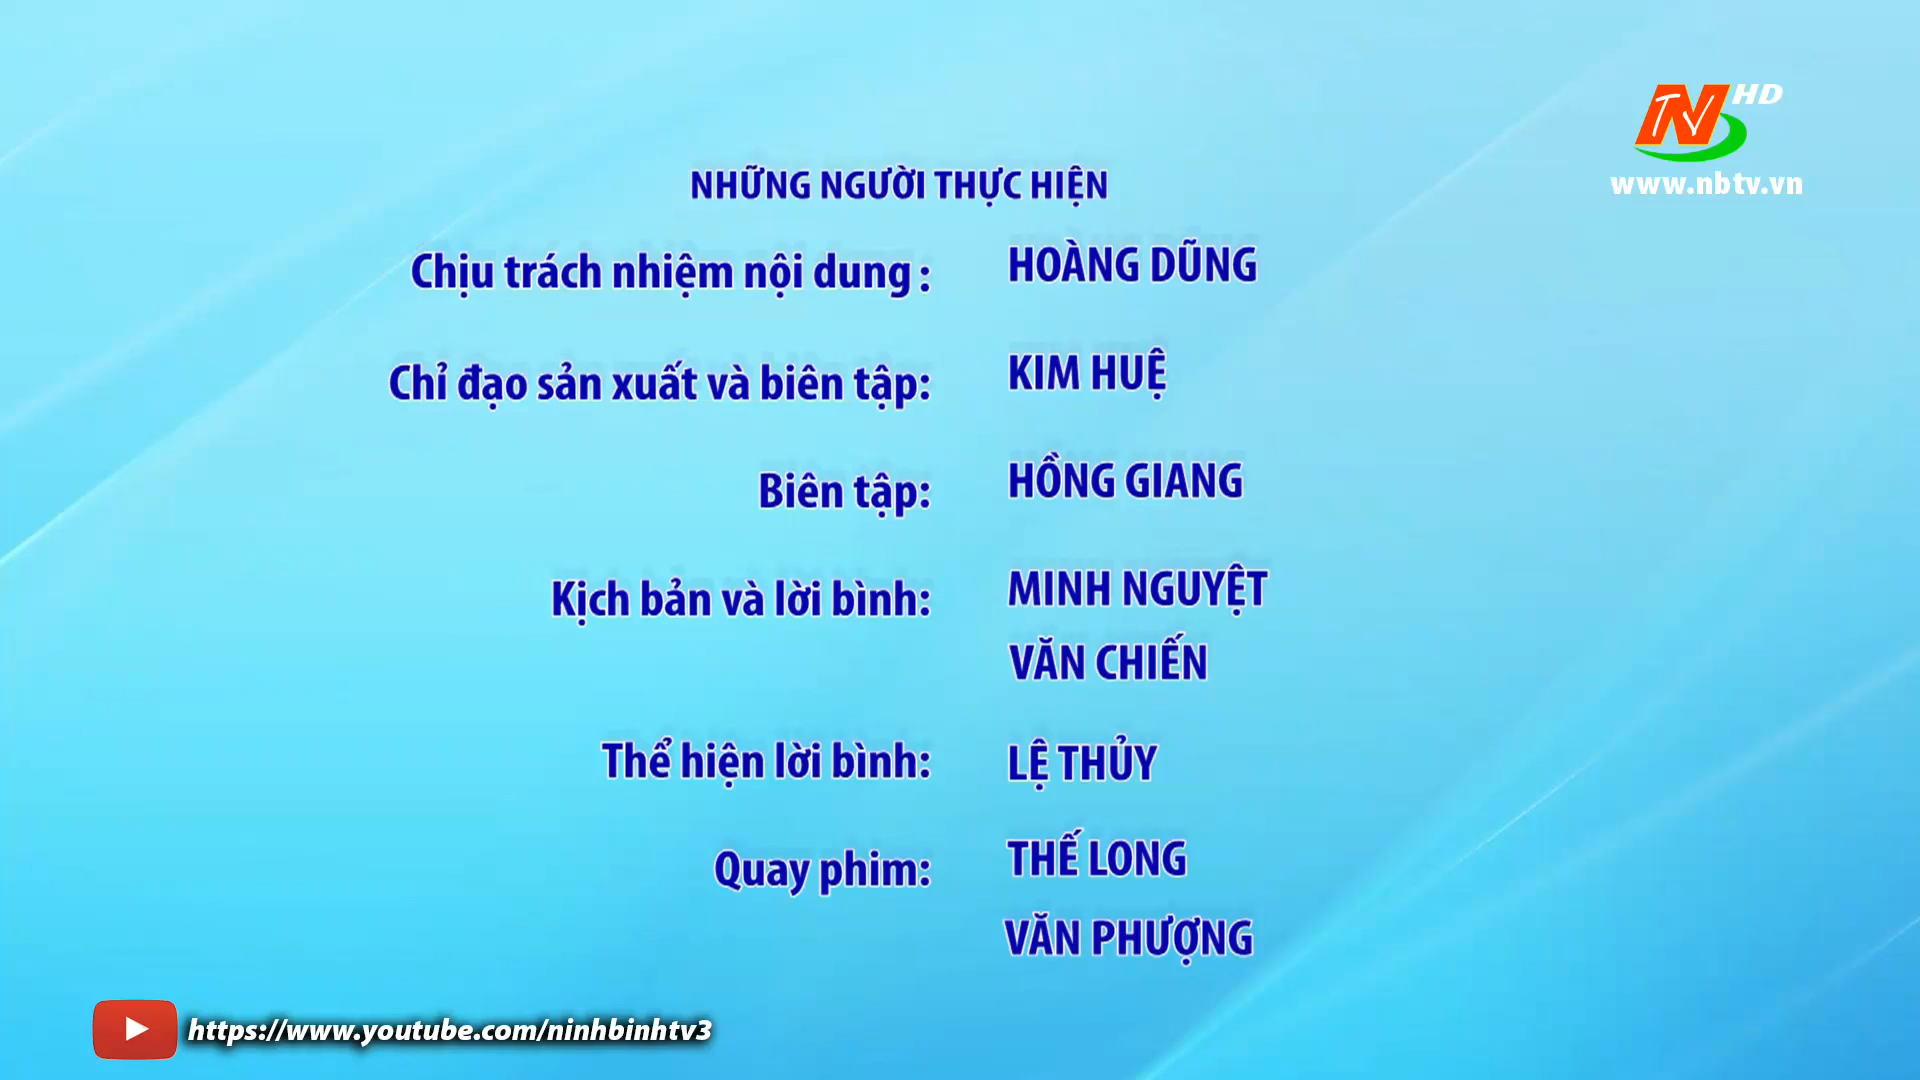 TV N HD
www.nbtv.vn
NHỮNG NGƯỜI THỰC HIỆN
Chịu trách nhiệm nội dung : HOÀNG DŨNG
Chỉ đạo sản xuất và biên tập: KIM HUỆ
Biên tập: HỒNG GIANG
Kịch bản và lời bình: MINH NGUYỆT
VĂN CHIẾN
Thể hiện lời bình: LỆ THỦY
Quay phim: THẾ LONG
VĂN PHƯỢNG
https://www.youtube.com/ninhbinhtv3